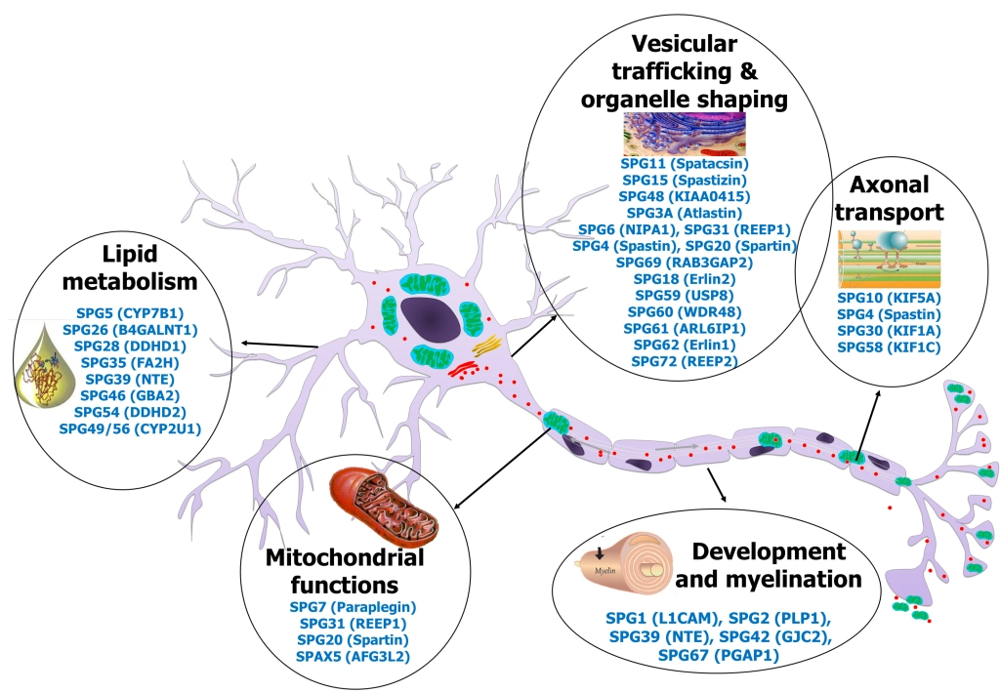 Vesicular
trafficking &
organelle shaping
SPG11 (Spatacsin)
SPG15 (Spastizin)
SPG48 (KIAA0415)
SPG3A (Atlastin)
SPG6 (NIPA1), SPG31 (REEP1)
SPG4 (Spastin), SPG20 (Spartin)
SPG69 (RAB3GAP2)
SPG18 (Erlin2)
SPG59 (USP8)
SPG60 (WDR48)
SPG61 (ARL6IP1)
SPG62 (Erlin1)
SPG72 (REEP2)
Axonal
transport
SPG10 (KIF5A)
SPG4 (Spastin)
SPG30 (KIF1A)
SPG58 (KIF1C)
Lipid
metabolism
SPG5 (CYP7B1)
SPG26 (B4GALNT1)
SPG28 (DDHD1)
SPG35 (FA2H)
SPG39 (NTE)
SPG46 (GBA2)
SPG54 (DDHD2)
SPG49/56 (CYP2U1)
Mitochondrial
functions
SPG7 (Paraplegin)
SPG31 (REEP1)
SPG20 (Spartin)
SPAX5 (AFG3L2)
Myelin
Development
and myelination
SPG1 (L1CAM), SPG2 (PLP1),
SPG39 (NTE), SPG42 (GJC2),
SPG67 (PGAP1)